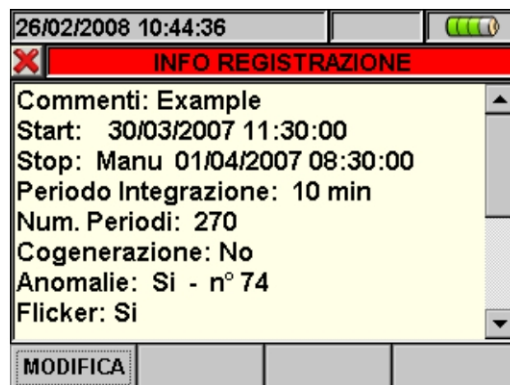 26/02/2008 10:44:36
INFO REGISTRAZIONE
Commenti: Example
Start: 30/03/2007 11:30:00
Stop: Manu 01/04/2007 08:30:00
Periodo Integrazione: 10 min
Num. Periodi: 270
Cogenerazione: No
Anomalie: Si - n° 74
Flicker: Si
MODIFICA